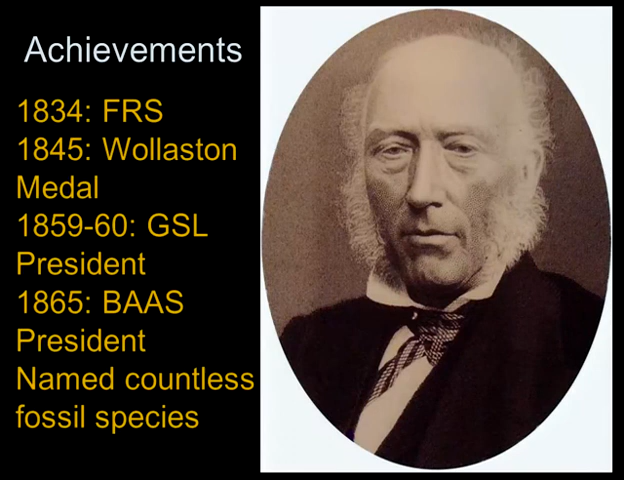 Achievements
1834: FRS
1845: Wollaston
Medal
1859-60: GSL
President
1865: BAAS
President
Named countless
fossil species